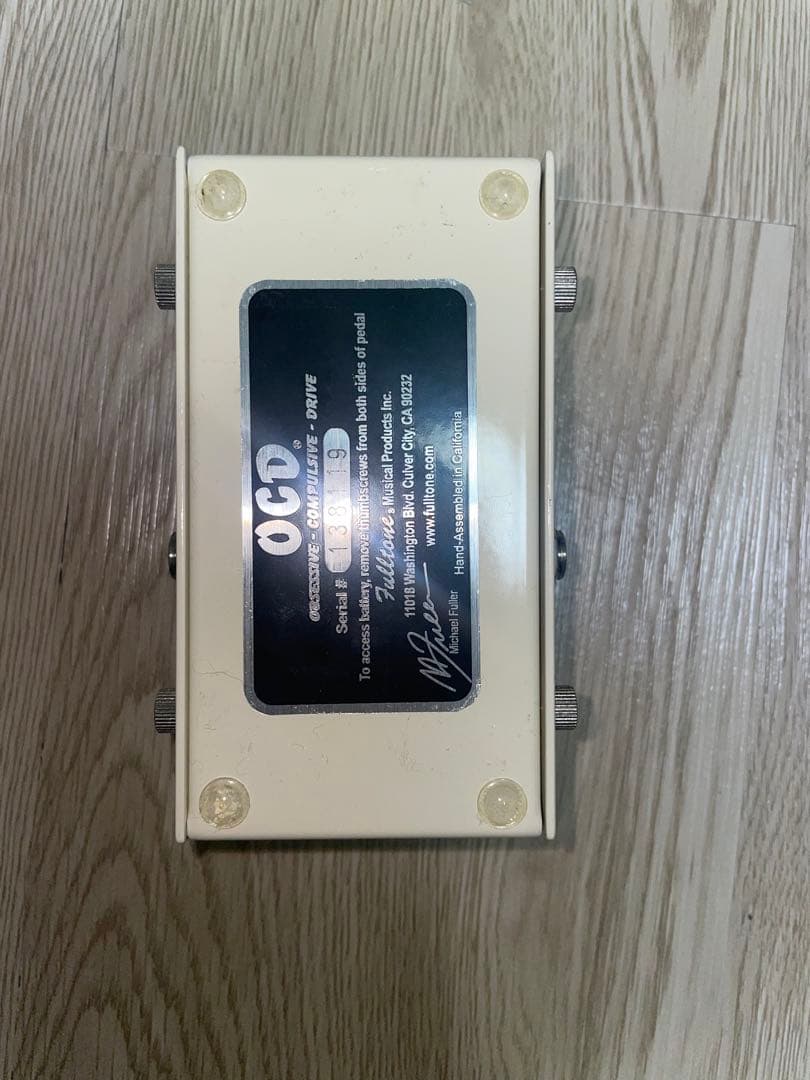 OCD®
OBSESSIVE - COMPULSIVE - DRIVE
Serial #
To access battery, remove thumbscrews from both sides of pedal
Fulltone® Musical Products Inc.
11018 Washington Blvd. Culver City, CA 90232
www.fulltone.com
Michael Fuller Hand-Assembled in California